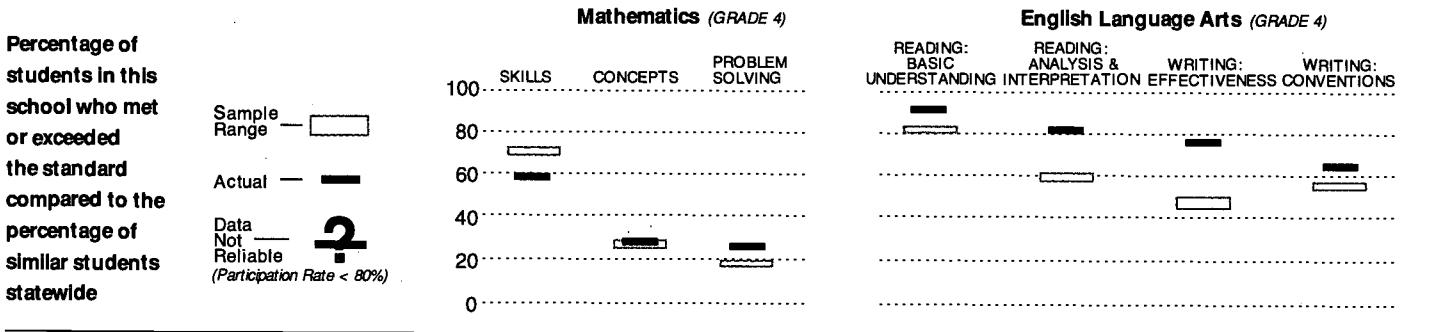 Percentage of
students in this
school who met
or exceeded
the standard
compared to the
percentage of
similar students
statewide
Sample
Range
Actual
Data
Not
Reliable
?
(Participation Rate < 80%)
Mathematics (GRADE 4)
SKILLS
CONCEPTS
PROBLEM
SOLVING
100
80
60
40
20
0
English Language Arts (GRADE 4)
READING:
BASIC
UNDERSTANDING
READING:
ANALYSIS &
INTERPRETATION
WRITING:
EFFECTIVENESS
WRITING:
CONVENTIONS